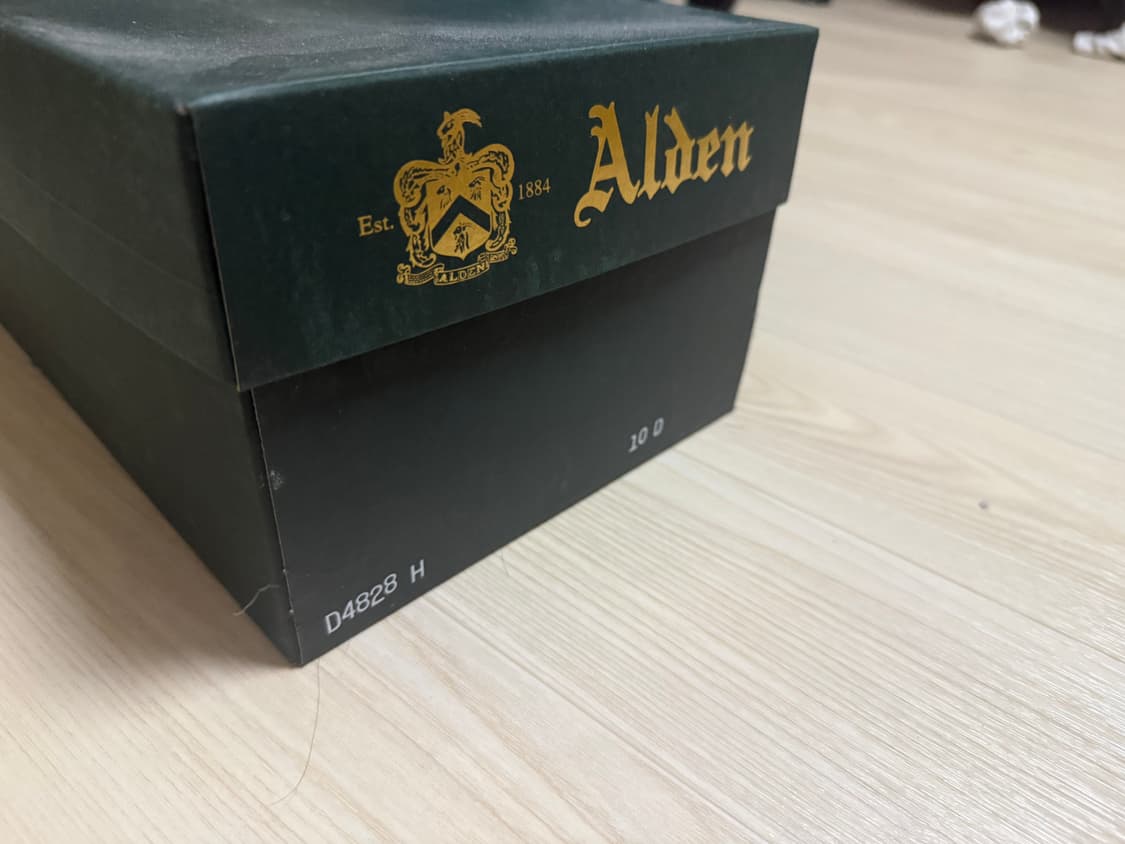 Est. 1884
Alden
ALDEN
10 D
D4828 H